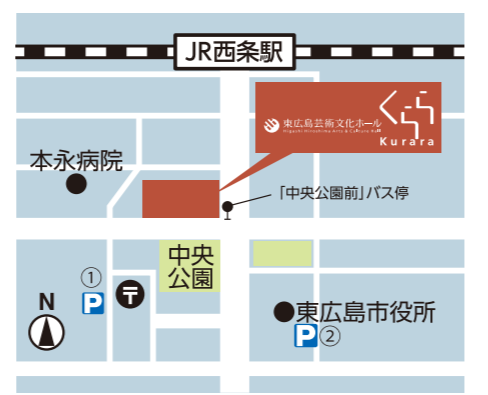 JR西条駅
くらら
東広島芸術文化ホール
Higashi Hiroshima Arts & Culture Hall
Kurara
本永病院
「中央公園前」バス停
中央
公園
①
P
〒
N
東広島市役所
P②